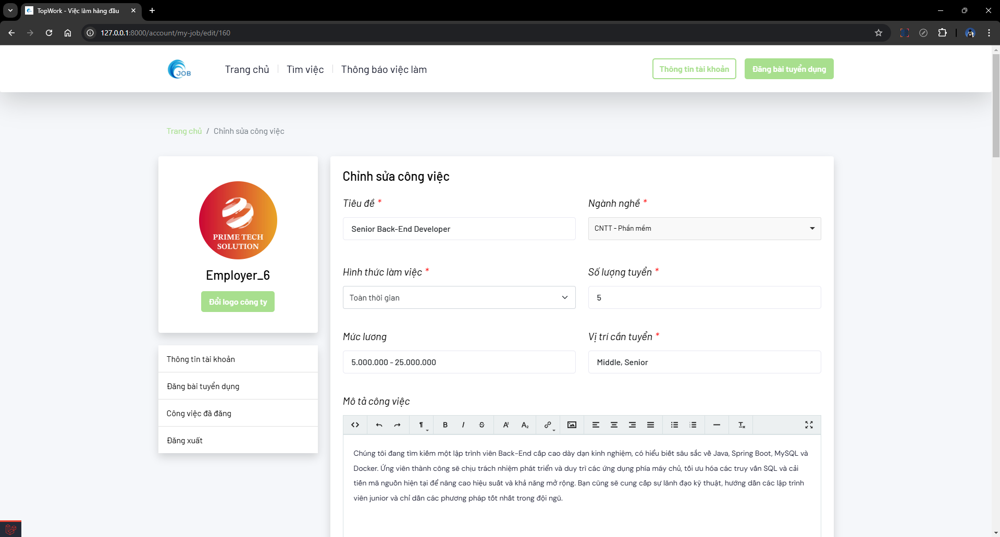 TopWork - Việc làm hàng đầu
127.0.0.1:8000/account/my-job/edit/160
JOB
Trang chủ
Tìm việc
Thông báo việc làm
Thông tin tài khoản
Đăng bài tuyển dụng
Trang chủ / Chỉnh sửa công việc
PRIME TECH
SOLUTION
Employer_6
Đổi logo công ty
Thông tin tài khoản
Đăng bài tuyển dụng
Công việc đã đăng
Đăng xuất
Chỉnh sửa công việc
Tiêu đề *
Senior Back-End Developer
Ngành nghề *
CNTT - Phần mềm
Hình thức làm việc *
Toàn thời gian
Số lượng tuyển *
5
Mức lương
5.000.000 - 25.000.000
Vị trí cần tuyển *
Middle, Senior
Mô tả công việc
Chúng tôi đang tìm kiếm một lập trình viên Back-End cấp cao dày dạn kinh nghiệm, có hiểu biết sâu sắc về Java, Spring Boot, MySQL và
Docker. Ứng viên thành công sẽ chịu trách nhiệm phát triển và duy trì các ứng dụng phía máy chủ, tối ưu hóa các truy vấn SQL và cải
tiến mã nguồn hiện tại để nâng cao hiệu suất và khả năng mở rộng. Bạn cũng sẽ cung cấp sự lãnh đạo kỹ thuật, hướng dẫn các lập trình
viên junior và chỉ dẫn các phương pháp tốt nhất trong đội ngũ.